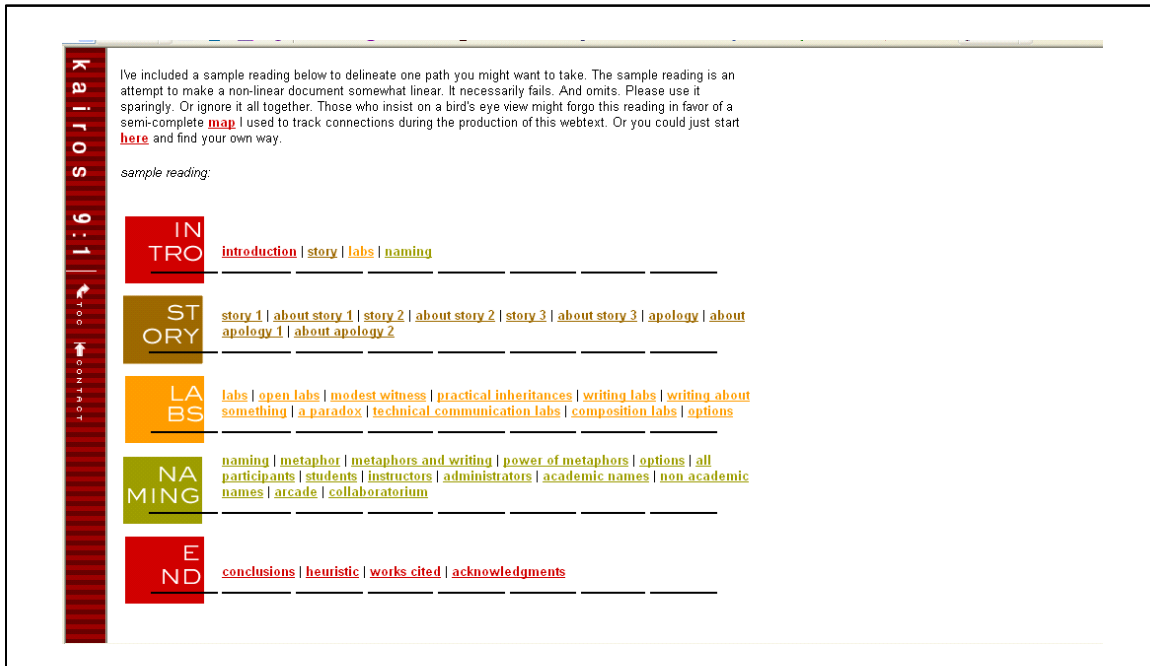 kairos 9:1
TOC
CONTACT
I've included a sample reading below to delineate one path you might want to take. The sample reading is an
attempt to make a non-linear document somewhat linear. It necessarily fails. And omits. Please use it
sparingly. Or ignore it all together. Those who insist on a bird's eye view might forgo this reading in favor of a
semi-complete map I used to track connections during the production of this webtext. Or you could just start
here and find your own way.
sample reading:
IN
TRO
introduction | story | labs | naming
ST
ORY
story 1 | about story 1 | story 2 | about story 2 | story 3 | about story 3 | apology | about
apology 1 | about apology 2
LA
BS
labs | open labs | modest witness | practical inheritances | writing labs | writing about
something | a paradox | technical communication labs | composition labs | options
NA
MING
naming | metaphor | metaphors and writing | power of metaphors | options | all
participants | students | instructors | administrators | academic names | non academic
names | arcade | collaboratorium
E
ND
conclusions | heuristic | works cited | acknowledgments